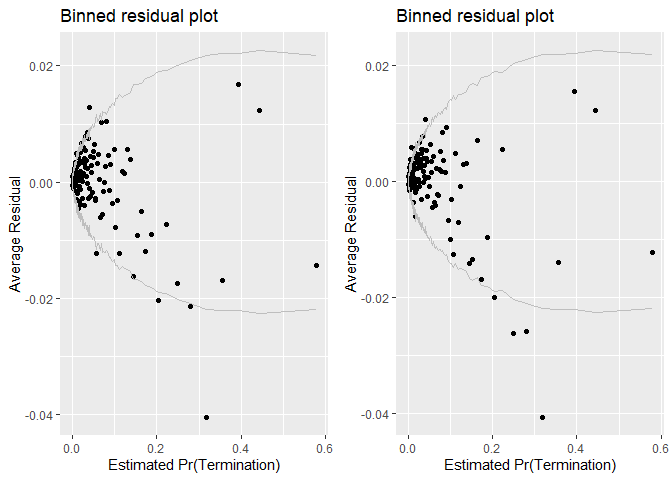 Binned residual plot
Average Residual
0.02
0.00
-0.02
-0.04
0.0
0.2
0.4
0.6
Estimated Pr(Termination)
Binned residual plot
Average Residual
0.02
0.00
-0.02
-0.04
0.0
0.2
0.4
0.6
Estimated Pr(Termination)